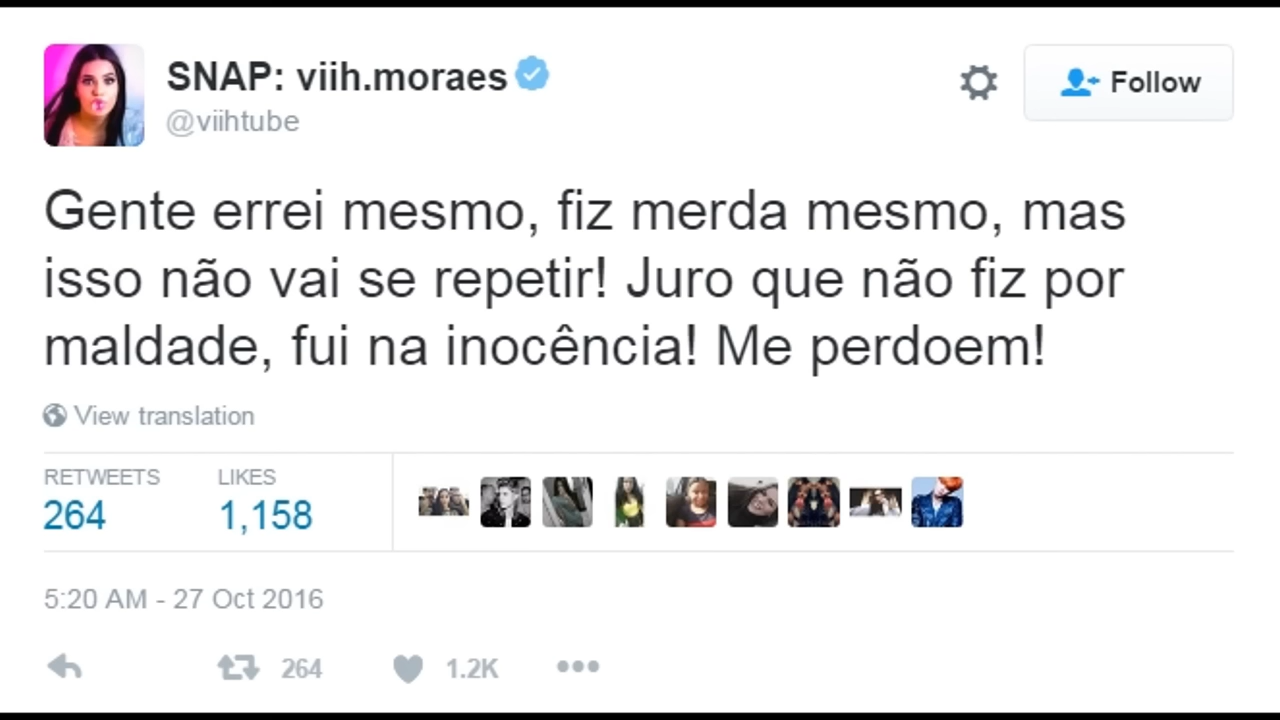 SNAP: viih.moraes
@viihtube
Follow
Gente errei mesmo, fiz merda mesmo, mas
isso não vai se repetir! Juro que não fiz por
maldade, fui na inocência! Me perdoem!
View translation
RETWEETS LIKES
264 1,158
5:20 AM - 27 Oct 2016
264 1.2K